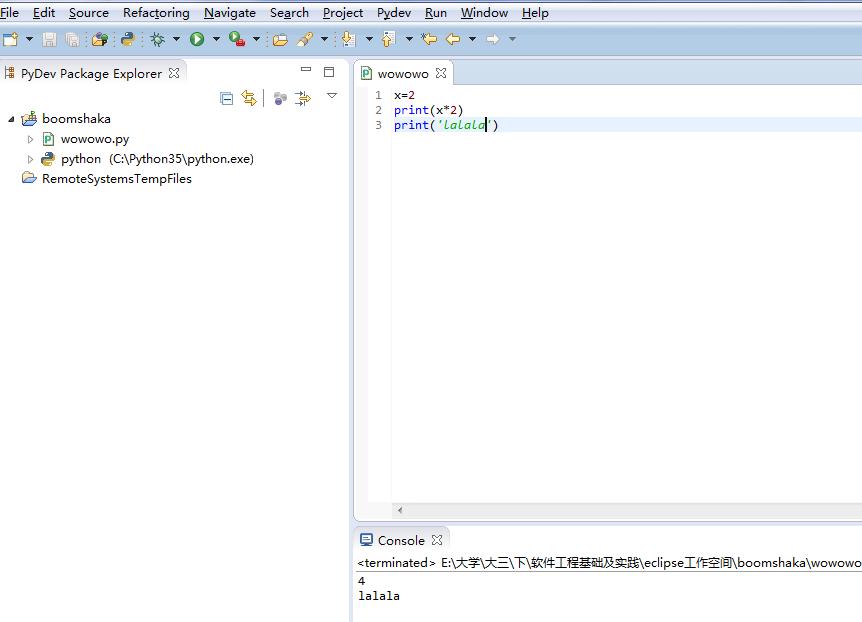 File Edit Source Refactoring Navigate Search Project Pydev Run Window Help
PyDev Package Explorer
boomshaka
wowowo.py
python (C:\Python35\python.exe)
RemoteSystemsTempFiles
wowowo
1 x=2
2 print(x*2)
3 print('lalala')
Console
<terminated> E:\大学\大三\下\软件工程基础及实践\eclipse工作空间\boomshaka\wowowo
4
lalala